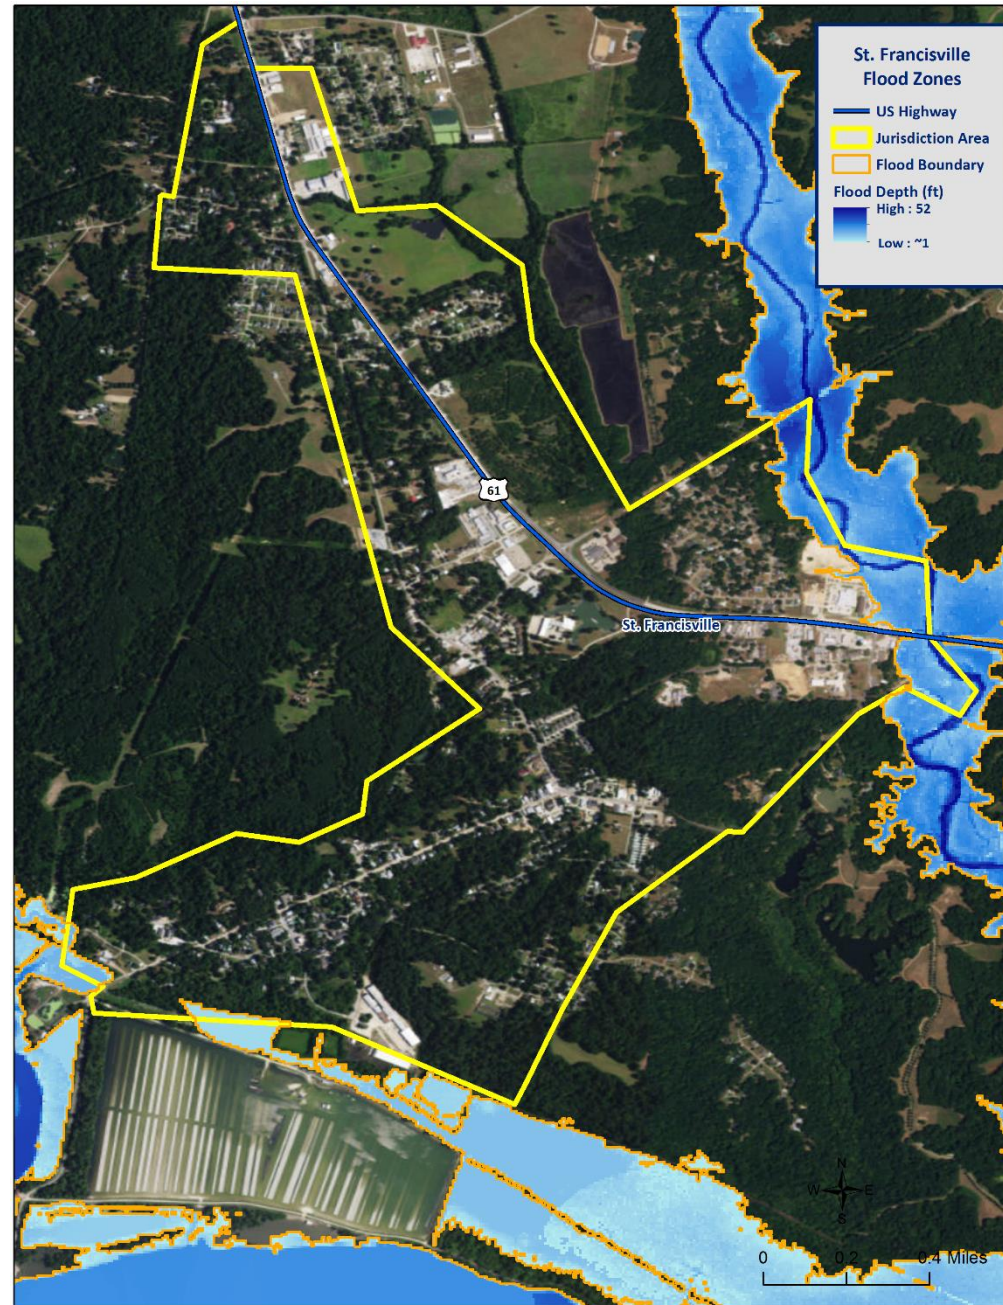 St. Francisville
Flood Zones
US Highway
Jurisdiction Area
Flood Boundary
Flood Depth (ft)
High : 52
Low : ~1
61
St. Francisville
N
W
E
S
0
0.2
0.4 Miles